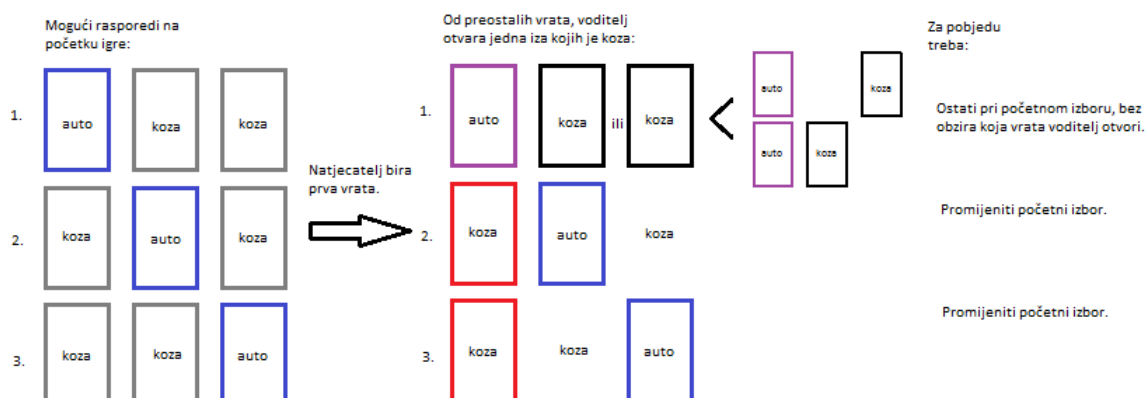 Mogući rasporedi na
početku igre:
1.
auto
koza
koza
2.
koza
auto
koza
3.
koza
koza
auto
Natjecatelj bira
prva vrata.
Od preostalih vrata, voditelj
otvara jedna iza kojih je koza:
1.
auto
koza
ili
koza
auto
koza
auto
koza
2.
koza
auto
koza
3.
koza
koza
auto
Za pobjedu
treba:
Ostati pri početnom izboru, bez
obzira koja vrata voditelj otvori.
Promijeniti početni izbor.
Promijeniti početni izbor.